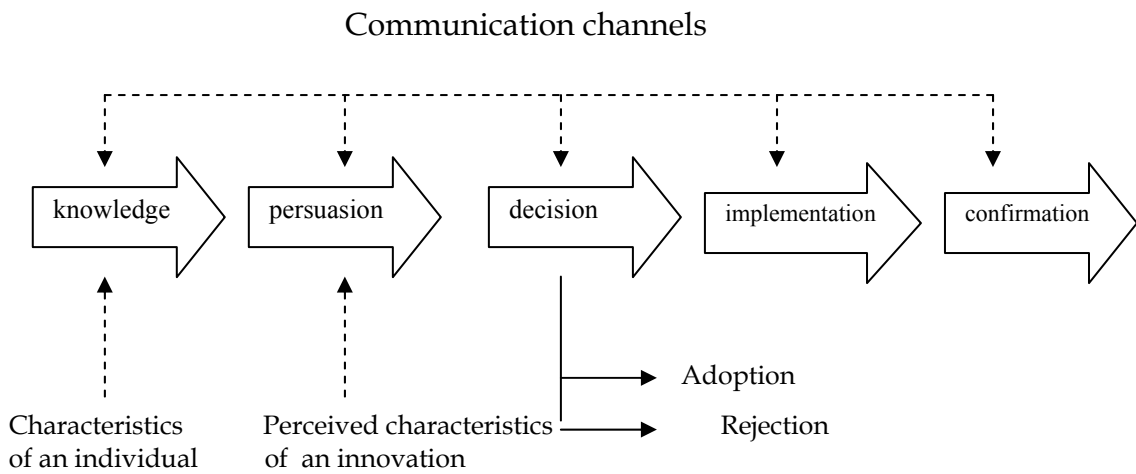 Communication channels
knowledge
persuasion
decision
implementation
confirmation
Adoption
Rejection
Characteristics
of an individual
Perceived characteristics
of an innovation